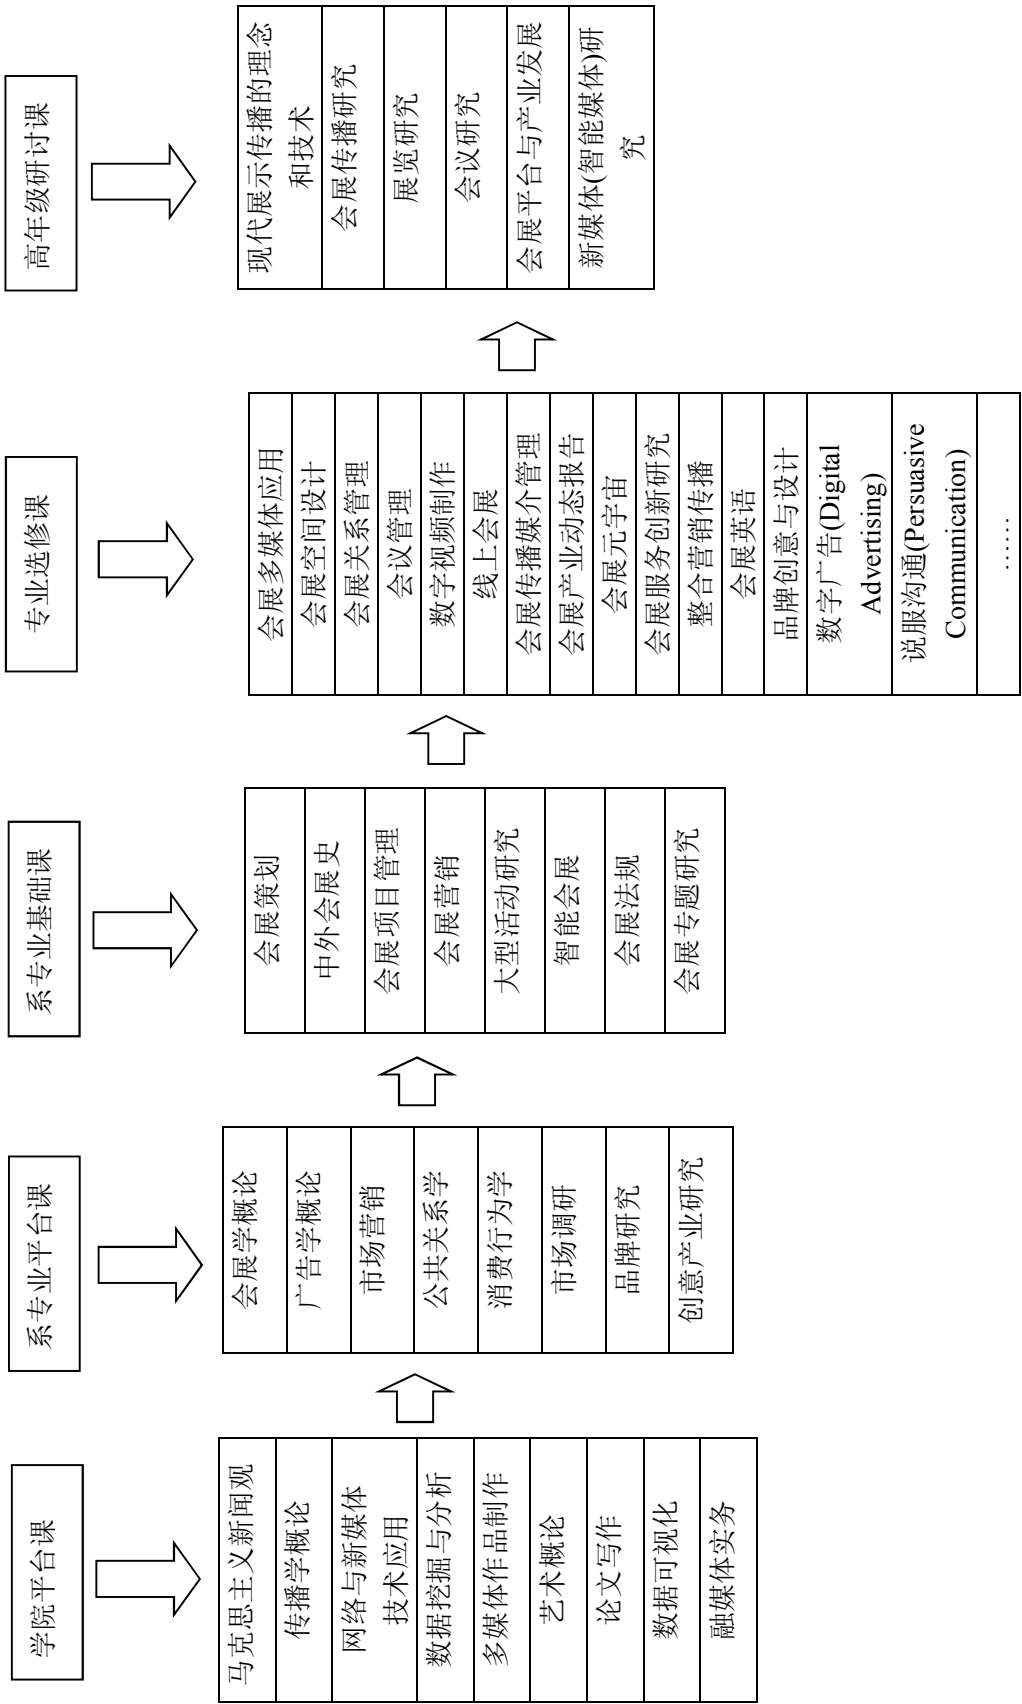 学院平台课
马克思主义新闻观
传播学概论
网络与新媒体
技术应用
数据挖掘与分析
多媒体作品制作
艺术概论
论文写作
数据可视化
融媒体实务
系专业平台课
会展学概论
广告学概论
市场营销
公共关系学
消费行为学
市场调研
品牌研究
创意产业研究
系专业基础课
会展策划
中外会展史
会展项目管理
会展营销
大型活动研究
智能会展
会展法规
会展专题研究
专业选修课
会展多媒体应用
会展空间设计
会展关系管理
会议管理
数字视频制作
线上会展
会展传播媒介管理
会展产业动态报告
会展元宇宙
会展服务创新研究
整合营销传播
会展英语
品牌创意与设计
数字广告(Digital
Advertising)
说服沟通(Persuasive
Communication)
……
高年级研讨课
现代展示传播的理念
和技术
会展传播研究
展览研究
会议研究
会展平台与产业发展
新媒体(智能媒体)研
究